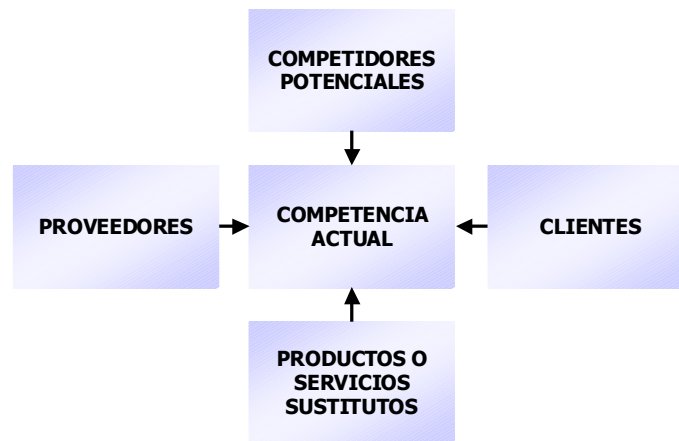 COMPETIDORES
POTENCIALES
PROVEEDORES
COMPETENCIA
ACTUAL
CLIENTES
PRODUCTOS O
SERVICIOS
SUSTITUTOS